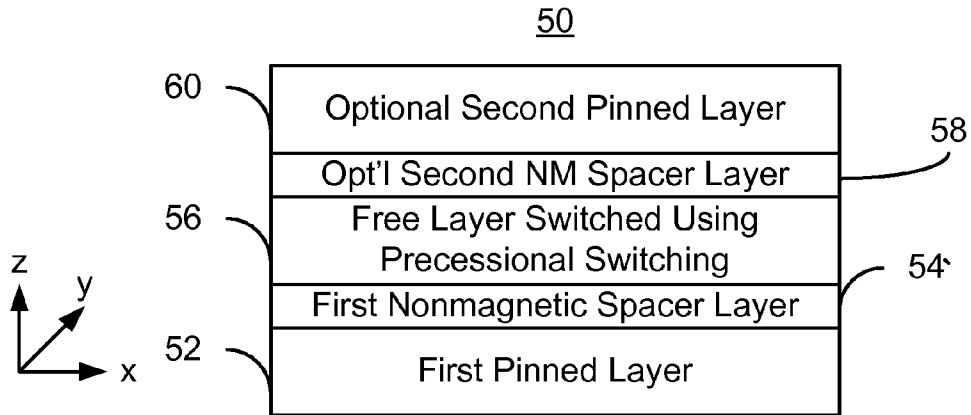 50
60
Optional Second Pinned Layer
58
Opt'l Second NM Spacer Layer
56
Free Layer Switched Using
Precessional Switching
54`
First Nonmagnetic Spacer Layer
z
y
x
52
First Pinned Layer